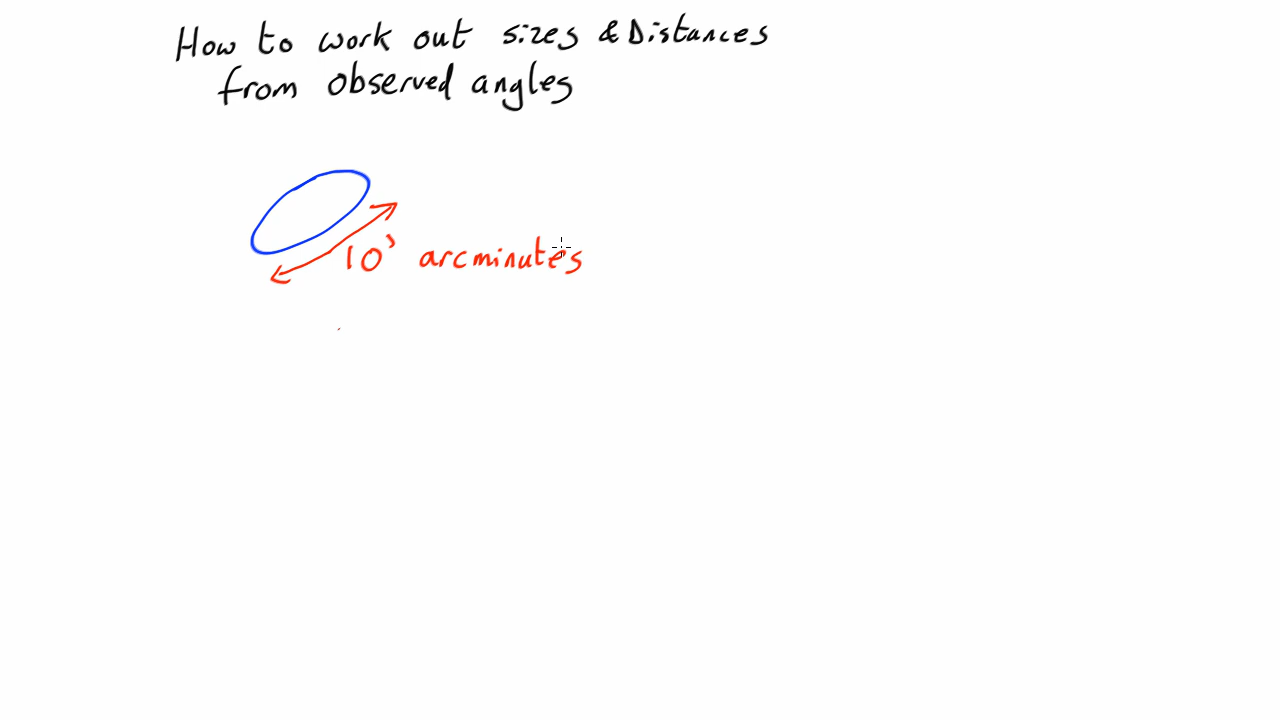 How to work out sizes & Distances
from observed angles
10' arcminutes